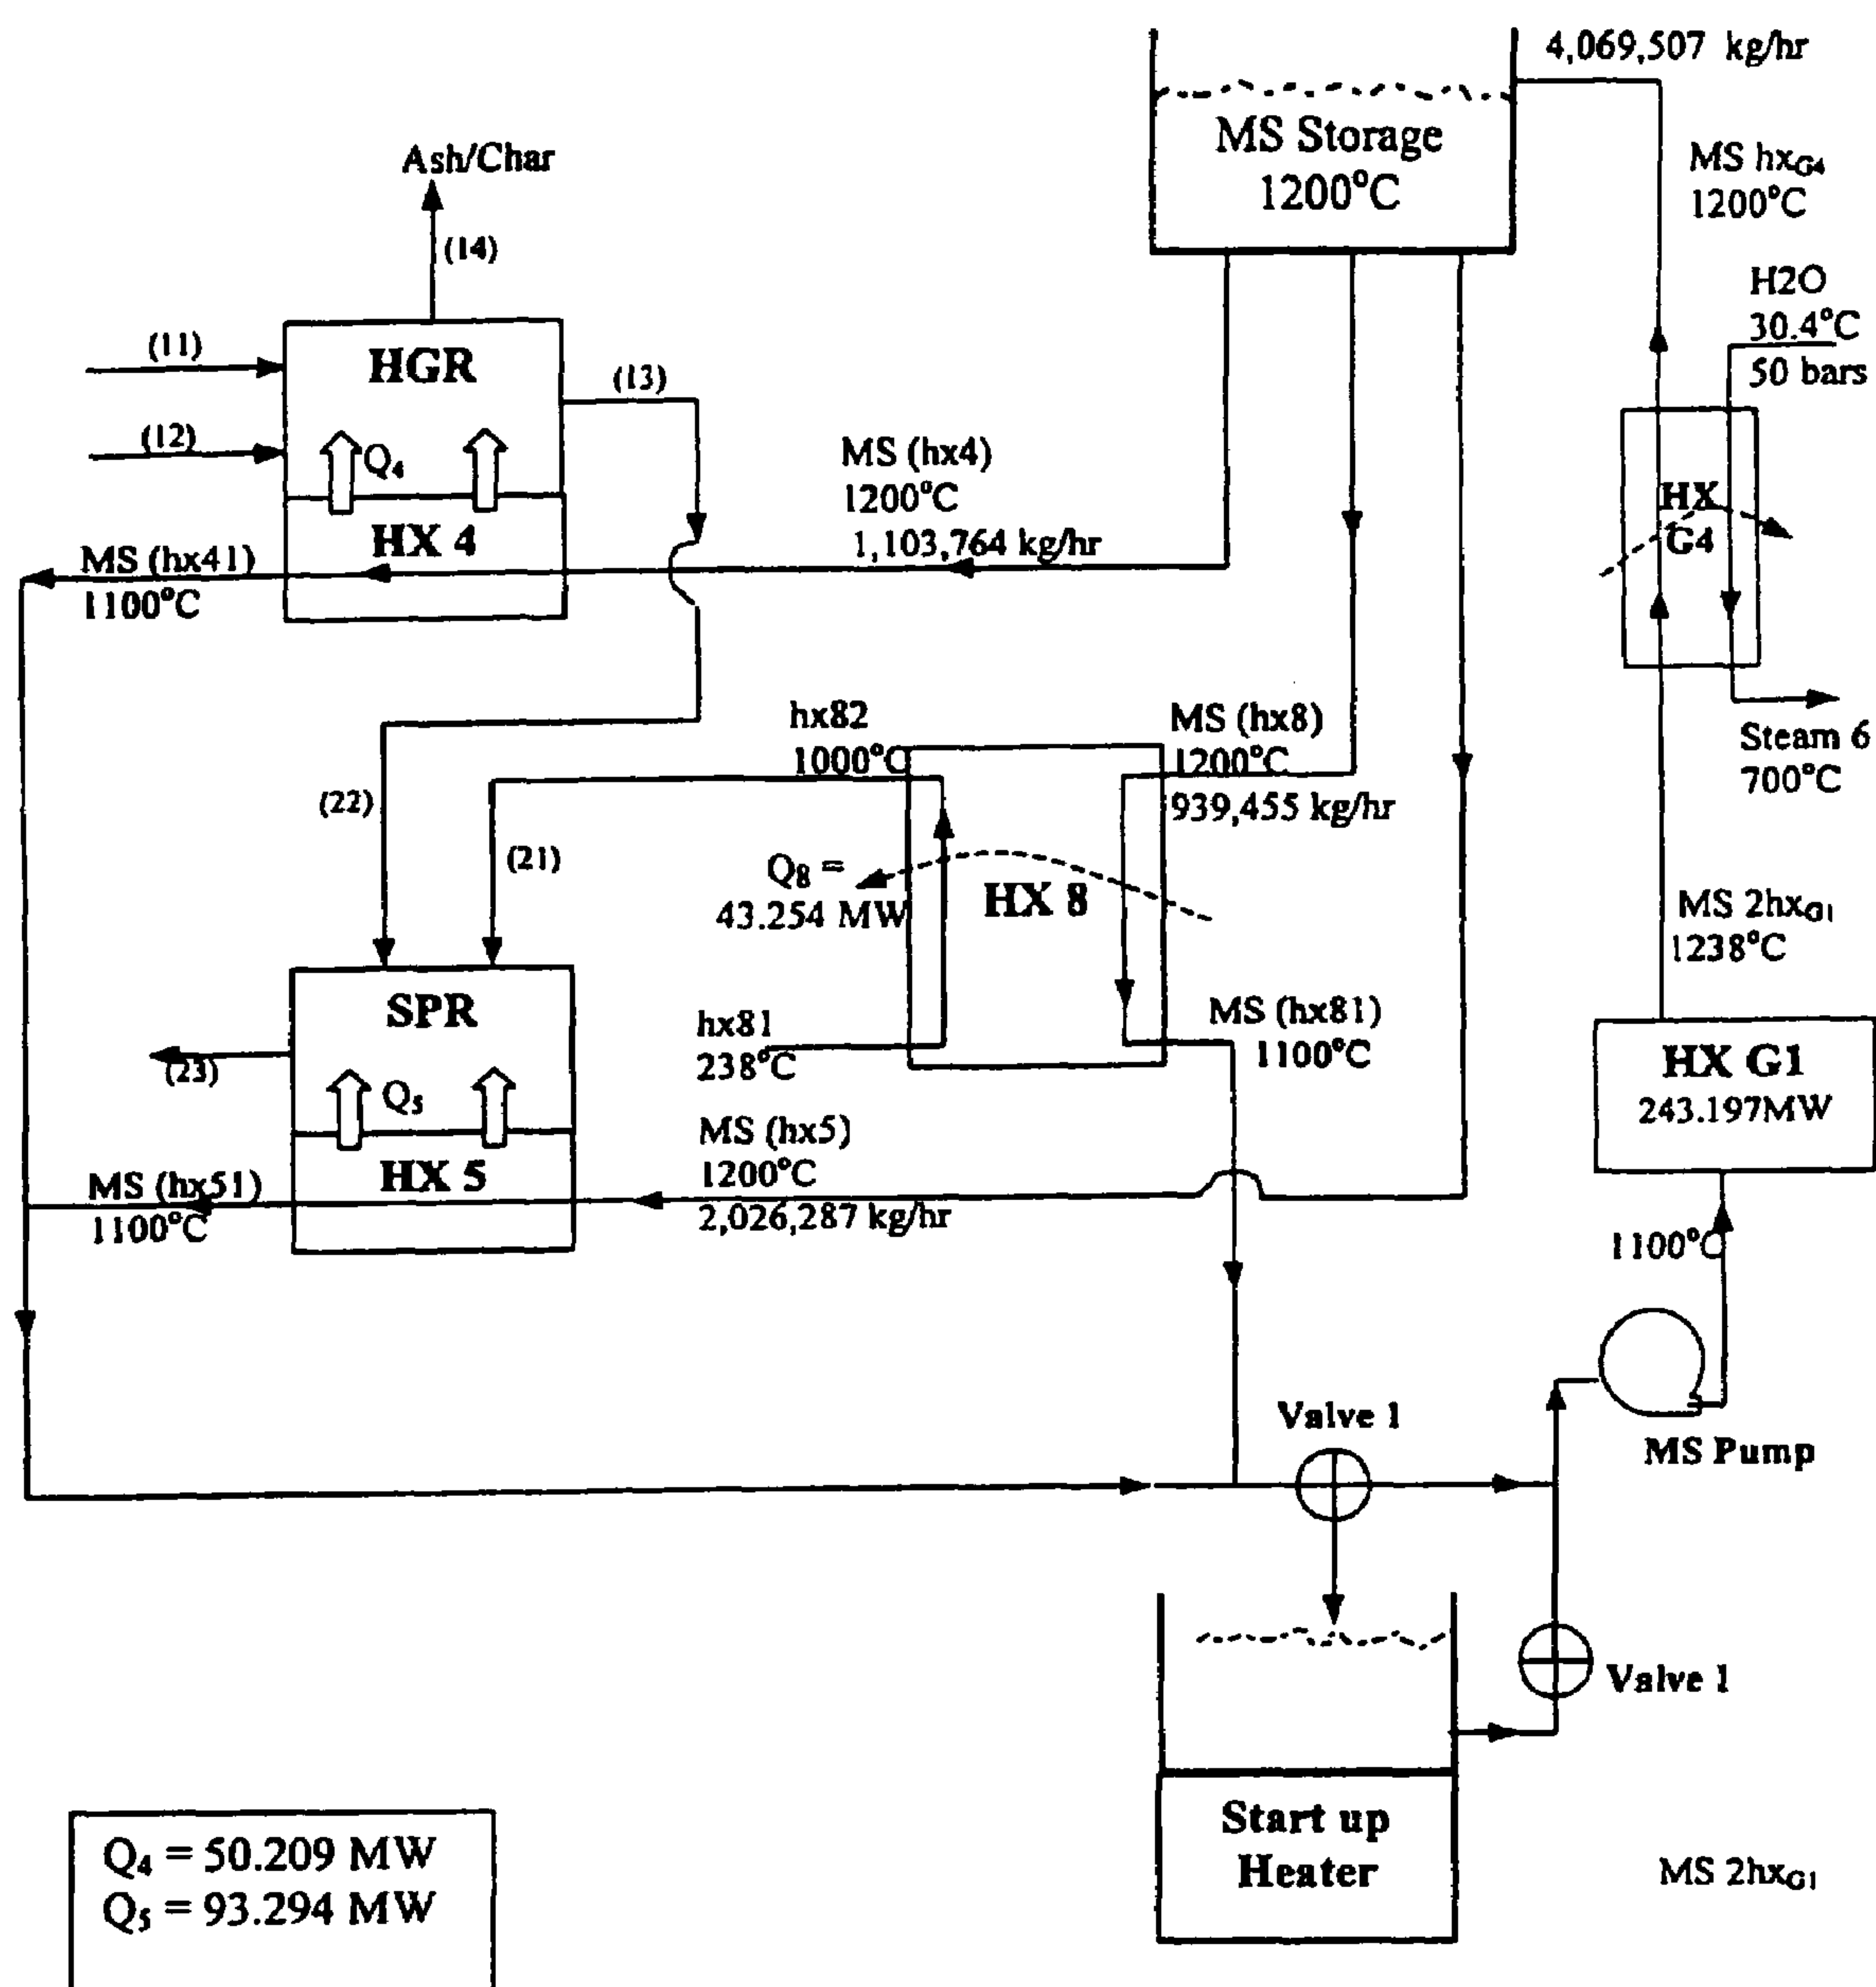 4,069,507 kg/hr
MS Storage
1200°C
MS hxG4
1200°C
Ash/Char
(14)
H2O
30.4°C
50 bars
(11)
HGR
(13)
(12)
Q4
MS (hx4)
1200°C
1,103,764 kg/hr
HX
G4
HX 4
MS (hx41)
1100°C
Steam 6
700°C
hx82
1000°C
MS (hx8)
1200°C
939,455 kg/hr
(22)
(21)
Q8 =
43.254 MW
HX 8
MS 2hxG1
1238°C
SPR
hx81
238°C
MS (hx81)
1100°C
(23)
Q5
HX G1
243.197MW
MS (hx5)
1200°C
2,026,287 kg/hr
HX 5
MS (hx51)
1100°C
1100°C
Valve 1
MS Pump
Valve 1
Start up
Heater
MS 2hxG1
Q4 = 50.209 MW
Q5 = 93.294 MW